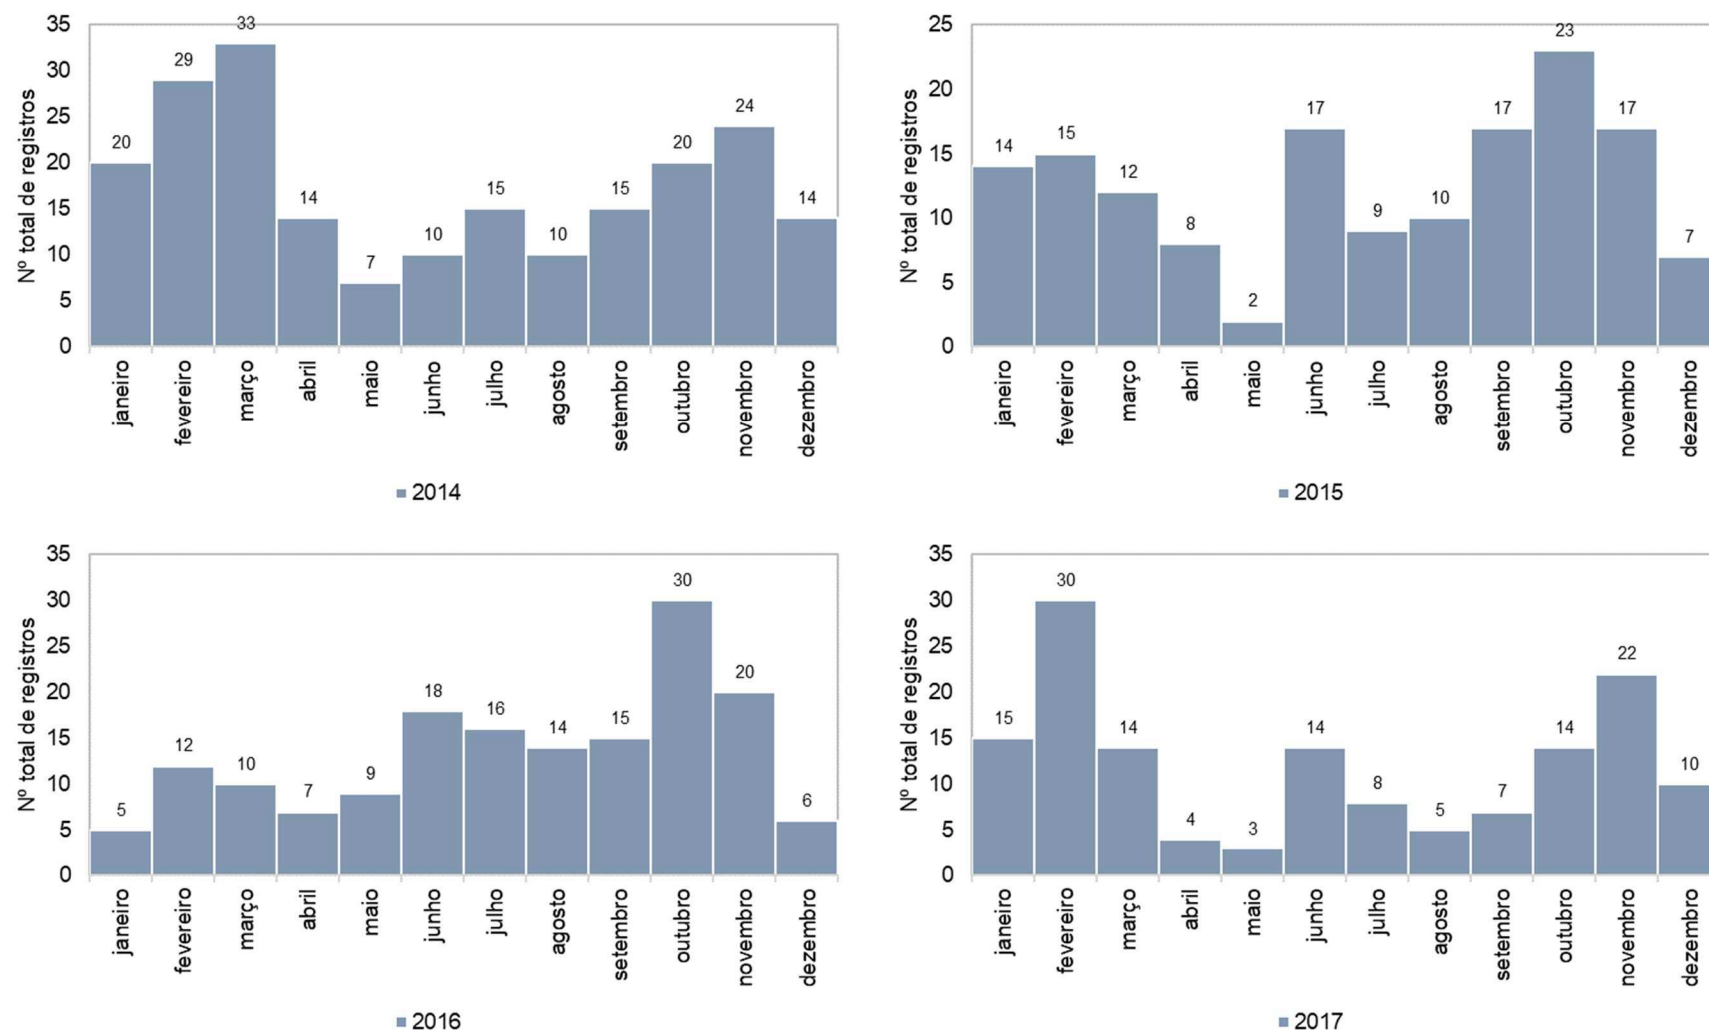 Nº total de registros
35
30
25
20
15
10
5
0
20
29
33
14
7
10
15
10
15
20
24
14
janeiro
fevereiro
março
abril
maio
junho
julho
agosto
setembro
outubro
novembro
dezembro
2014
Nº total de registros
25
20
15
10
5
0
14
15
12
8
2
17
9
10
17
23
17
7
janeiro
fevereiro
março
abril
maio
junho
julho
agosto
setembro
outubro
novembro
dezembro
2015
Nº total de registros
35
30
25
20
15
10
5
0
5
12
10
7
9
18
16
14
15
30
20
6
janeiro
fevereiro
março
abril
maio
junho
julho
agosto
setembro
outubro
novembro
dezembro
2016
Nº total de registros
35
30
25
20
15
10
5
0
15
30
14
4
3
14
8
5
7
14
22
10
janeiro
fevereiro
março
abril
maio
junho
julho
agosto
setembro
outubro
novembro
dezembro
2017